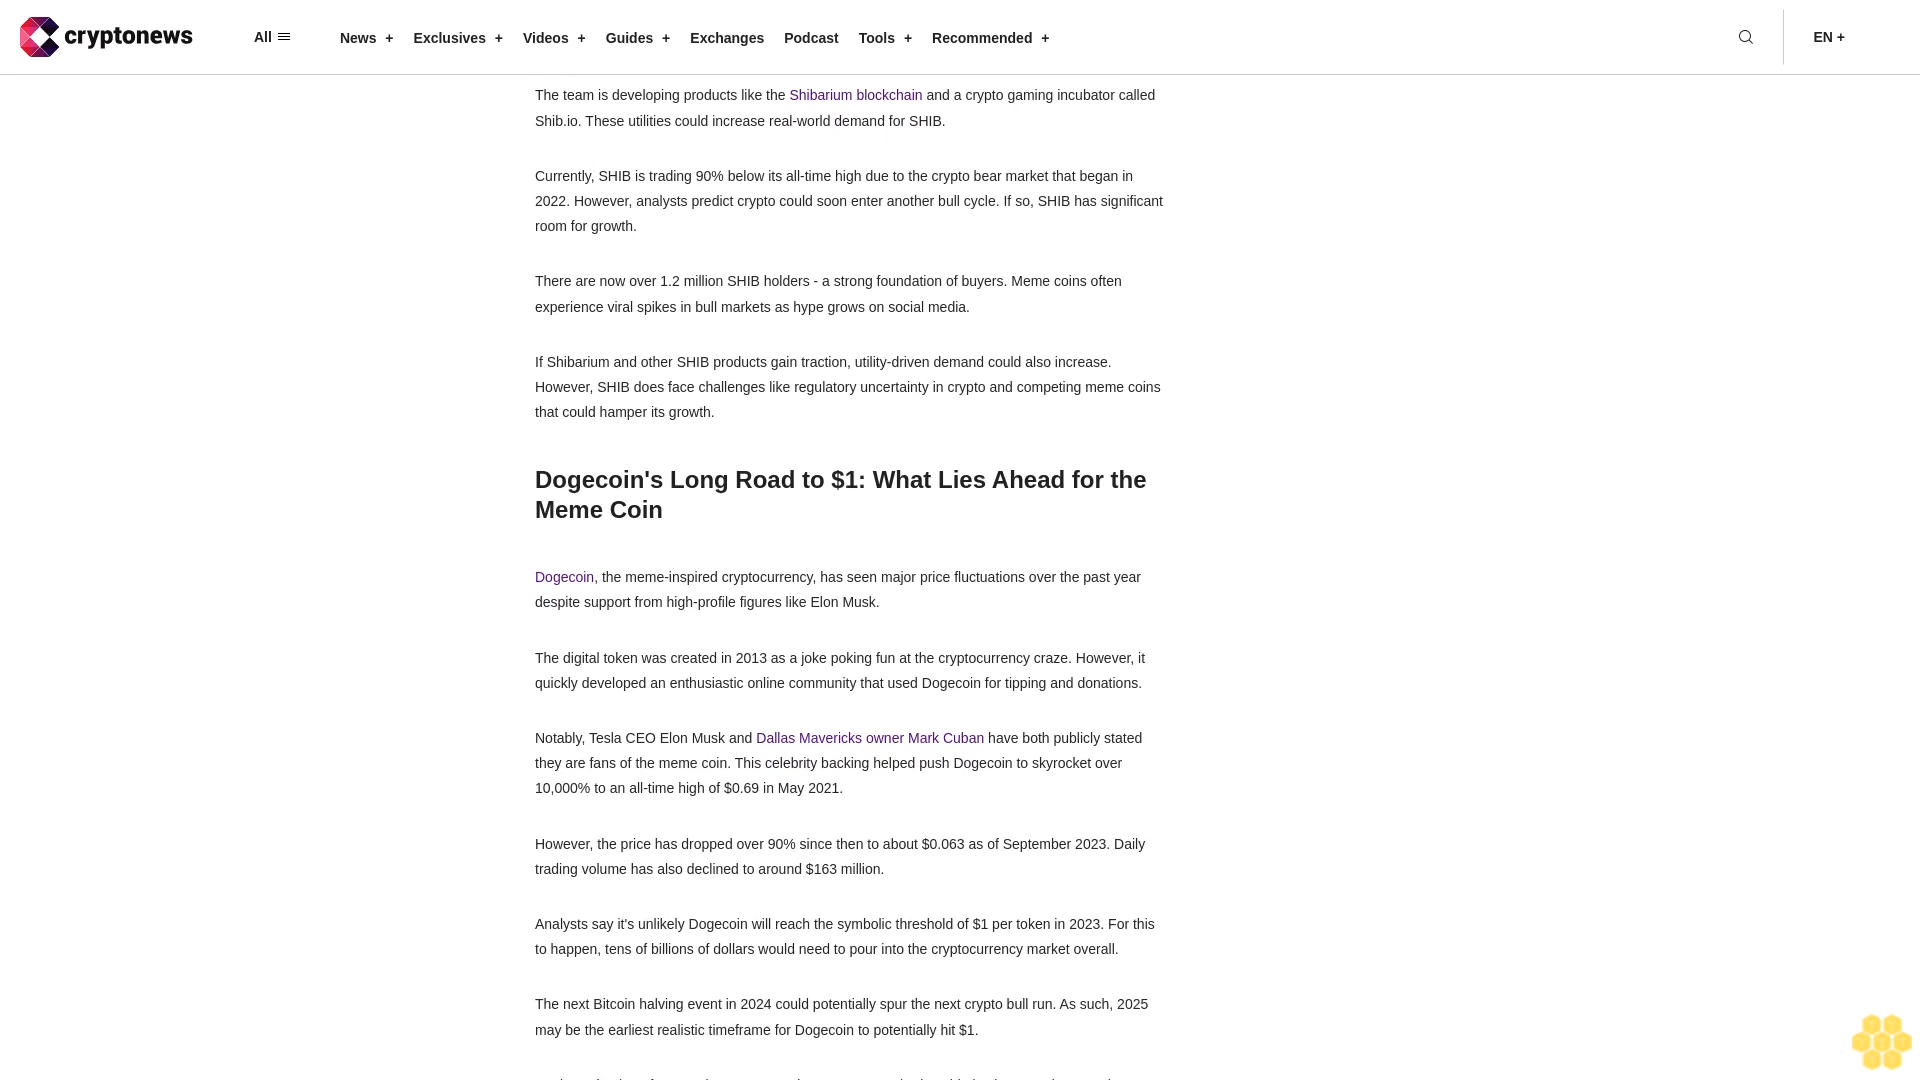 cryptonews
All
News +
Exclusives +
Videos +
Guides +
Exchanges
Podcast
Tools +
Recommended +
EN +
The team is developing products like the Shibarium blockchain and a crypto gaming incubator called
Shib.io. These utilities could increase real-world demand for SHIB.
Currently, SHIB is trading 90% below its all-time high due to the crypto bear market that began in
2022. However, analysts predict crypto could soon enter another bull cycle. If so, SHIB has significant
room for growth.
There are now over 1.2 million SHIB holders - a strong foundation of buyers. Meme coins often
experience viral spikes in bull markets as hype grows on social media.
If Shibarium and other SHIB products gain traction, utility-driven demand could also increase.
However, SHIB does face challenges like regulatory uncertainty in crypto and competing meme coins
that could hamper its growth.
Dogecoin's Long Road to $1: What Lies Ahead for the
Meme Coin
Dogecoin, the meme-inspired cryptocurrency, has seen major price fluctuations over the past year
despite support from high-profile figures like Elon Musk.
The digital token was created in 2013 as a joke poking fun at the cryptocurrency craze. However, it
quickly developed an enthusiastic online community that used Dogecoin for tipping and donations.
Notably, Tesla CEO Elon Musk and Dallas Mavericks owner Mark Cuban have both publicly stated
they are fans of the meme coin. This celebrity backing helped push Dogecoin to skyrocket over
10,000% to an all-time high of $0.69 in May 2021.
However, the price has dropped over 90% since then to about $0.063 as of September 2023. Daily
trading volume has also declined to around $163 million.
Analysts say it's unlikely Dogecoin will reach the symbolic threshold of $1 per token in 2023. For this
to happen, tens of billions of dollars would need to pour into the cryptocurrency market overall.
The next Bitcoin halving event in 2024 could potentially spur the next crypto bull run. As such, 2025
may be the earliest realistic timeframe for Dogecoin to potentially hit $1.